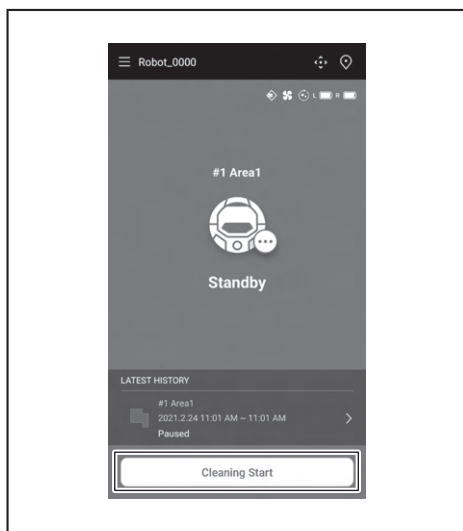 Robot_0000
L R
#1 Area1
Standby
LATEST HISTORY
#1 Area1
2021.2.24 11:01 AM ~ 11:01 AM
Paused
Cleaning Start